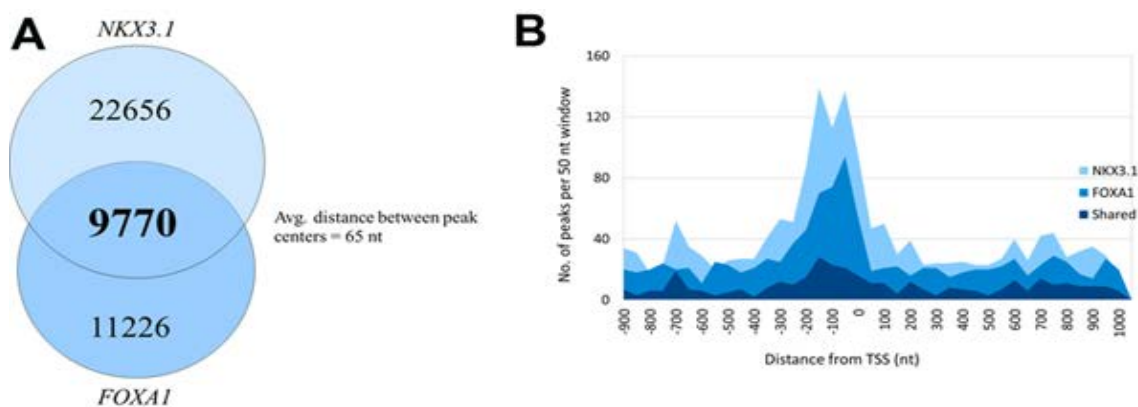 A
NKX3.1
22656
9770
11226
FOXA1
Avg. distance between peak
centers = 65 nt
B
No. of peaks per 50 nt window
160
120
80
40
0
-900
-800
-700
-600
-500
-400
-300
-200
-100
0
100
200
300
400
500
600
700
800
900
1000
Distance from TSS (nt)
NKX3.1
FOXA1
Shared